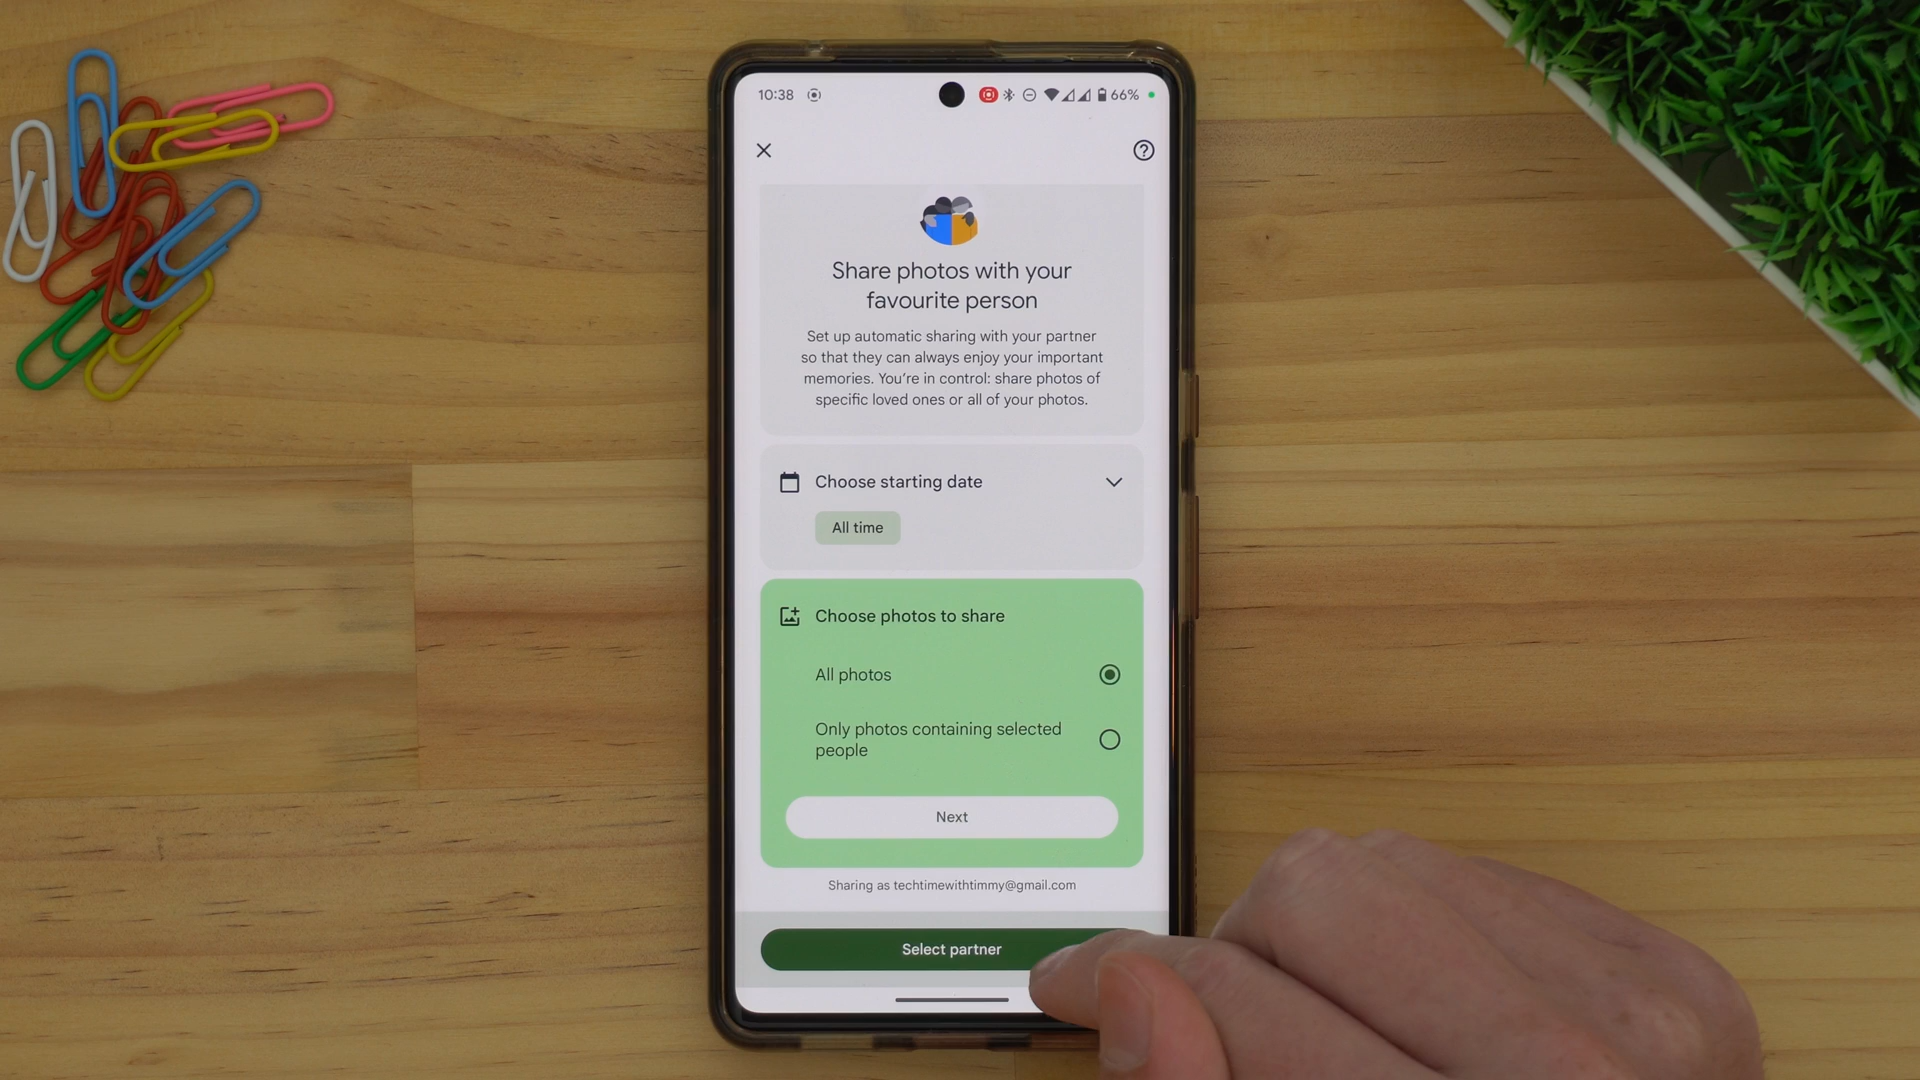 10:38
66%
Share photos with your
favourite person
Set up automatic sharing with your partner
so that they can always enjoy your important
memories. You're in control: share photos of
specific loved ones or all of your photos.
Choose starting date
All time
Choose photos to share
All photos
Only photos containing selected
people
Next
Sharing as techtimewithtimmy@gmail.com
Select partner